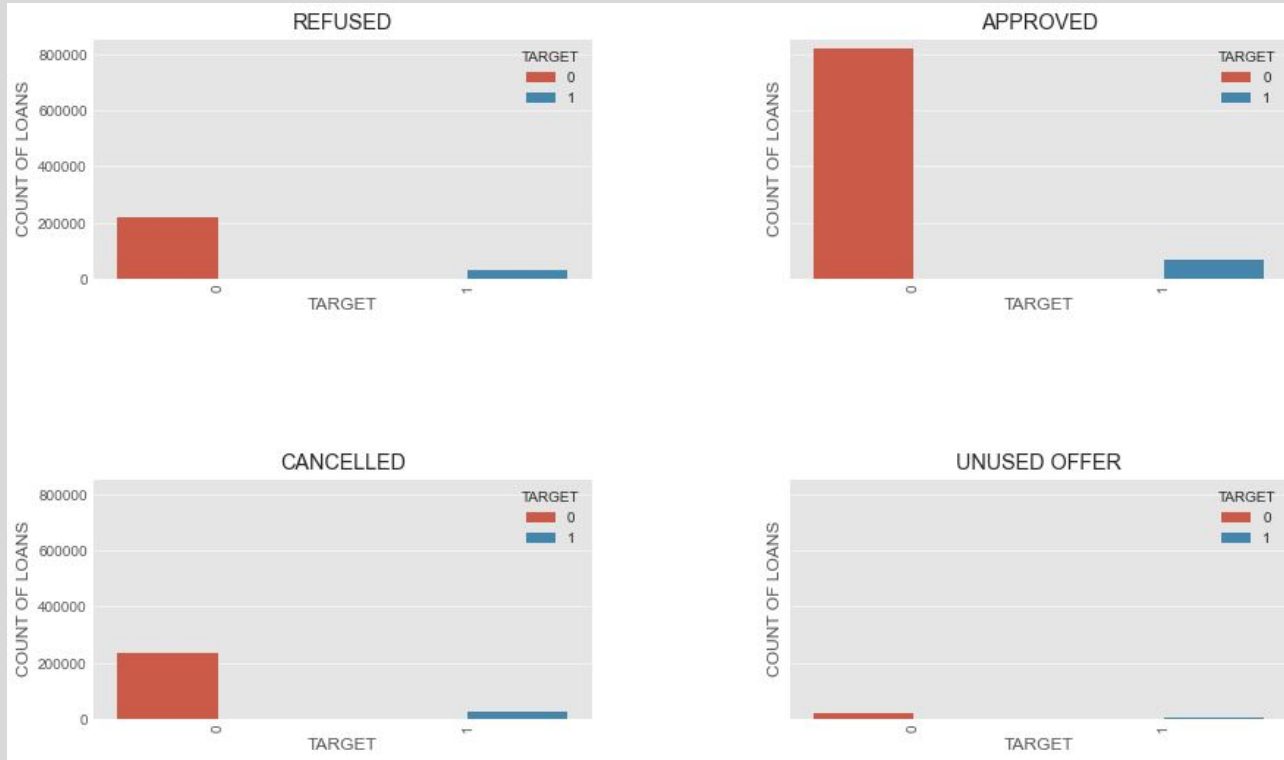 REFUSED
COUNT OF LOANS
800000
600000
400000
200000
0
TARGET
0
1
0
1
TARGET
APPROVED
COUNT OF LOANS
TARGET
0
1
0
1
TARGET
CANCELLED
COUNT OF LOANS
800000
600000
400000
200000
0
TARGET
0
1
0
1
TARGET
UNUSED OFFER
COUNT OF LOANS
TARGET
0
1
0
1
TARGET